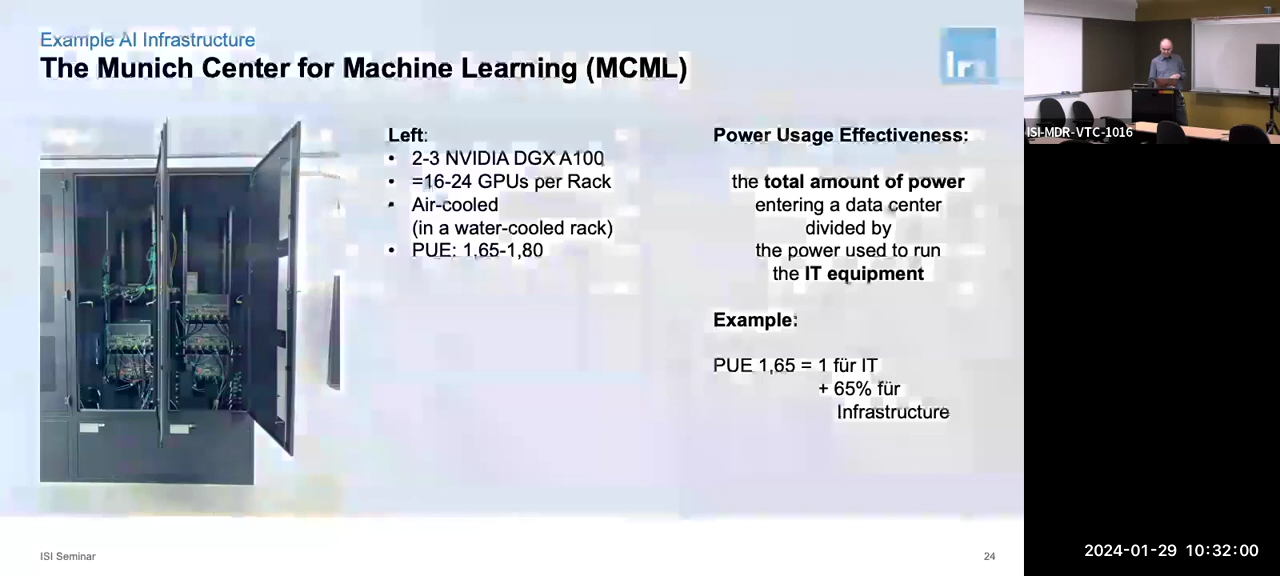 Example AI Infrastructure
The Munich Center for Machine Learning (MCML)
Left:
• 2-3 NVIDIA DGX A100
• =16-24 GPUs per Rack
• Air-cooled
(in a water-cooled rack)
• PUE: 1,65-1,80
Power Usage Effectiveness:
the total amount of power
entering a data center
divided by
the power used to run
the IT equipment
Example:
PUE 1,65 = 1 für IT
+ 65% für
Infrastructure
ISI Seminar
24
ISI-MDR-VTC-1016
2024-01-29 10:32:00